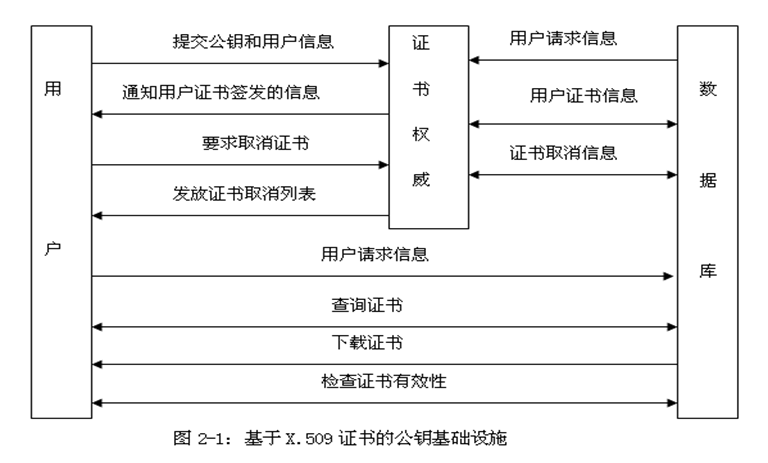 用户
提交公钥和用户信息
通知用户证书签发的信息
要求取消证书
发放证书取消列表
证书权威
用户请求信息
用户证书信息
证书取消信息
数据库
用户请求信息
查询证书
下载证书
检查证书有效性
图 2-1：基于 X.509 证书的公钥基础设施